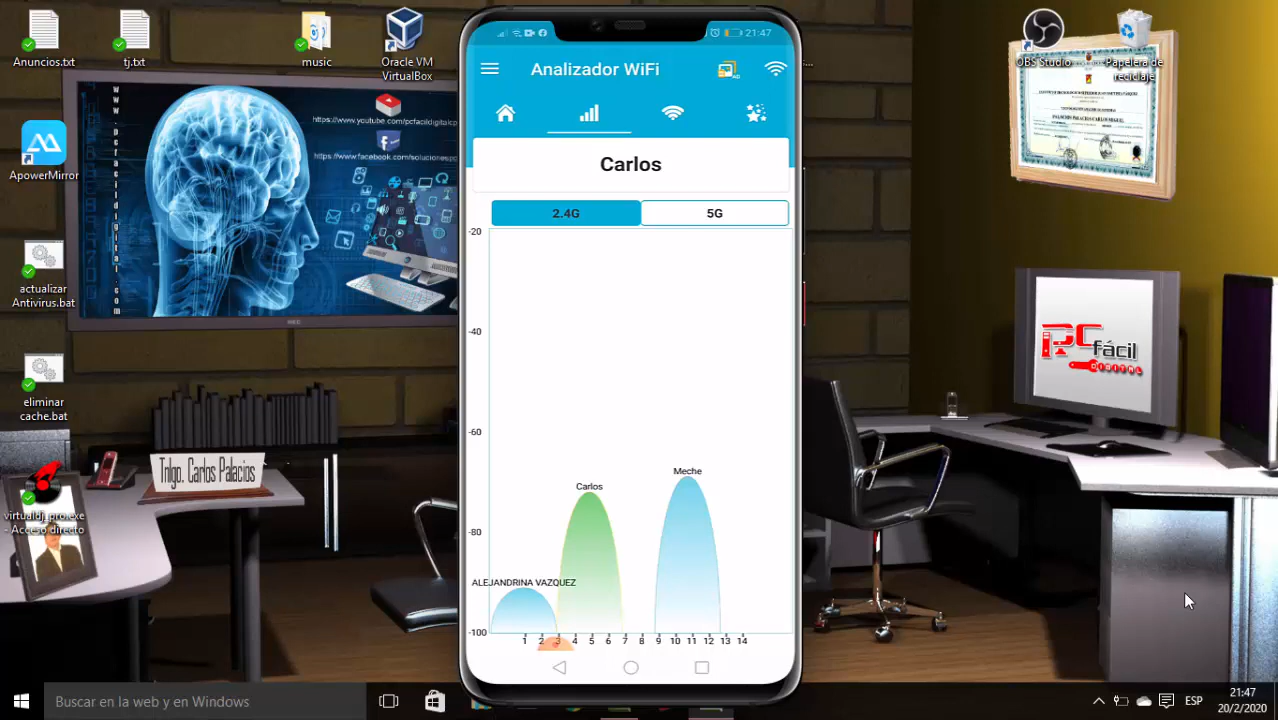 Anuncios.txt
tj.txt
music
Oracle VM
VirtualBox
OBS Studio
Papelera de
reciclaje
ApowerMirror
actualizar
Antivirus.bat
eliminar
cache.bat
virtualdj_pro.exe
- Acceso directo
https://www.youtube.com/pcfacildigitalcp
https://www.facebook.com/solucionespc
NEC
Tnlgo. Carlos Palacios
PC
fácil
DIGITAL
21:47
Analizador WiFi
AD
Carlos
2.4G
5G
-20
-40
-60
-80
-100
Meche
Carlos
ALEJANDRINA VAZQUEZ
1 2 3 4 5 6 7 8 9 10 11 12 13 14
Buscar en la web y en Windows
ESP
21:47
20/2/2020